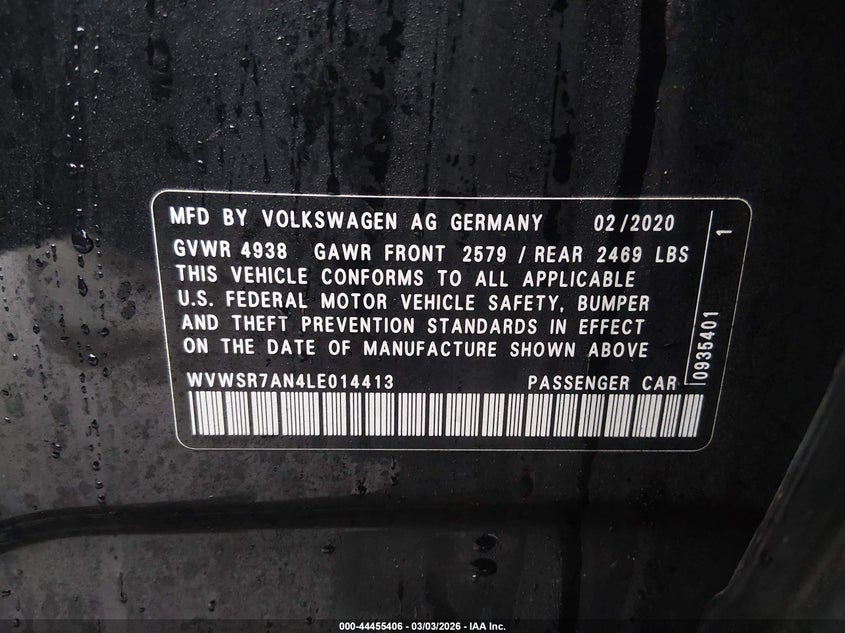 MFD BY VOLKSWAGEN AG GERMANY 02/2020
GVWR 4938 GAWR FRONT 2579 / REAR 2469 LBS
THIS VEHICLE CONFORMS TO ALL APPLICABLE
U.S. FEDERAL MOTOR VEHICLE SAFETY, BUMPER
AND THEFT PREVENTION STANDARDS IN EFFECT
ON THE DATE OF MANUFACTURE SHOWN ABOVE
WVWSR7AN4LE014413 PASSENGER CAR
0935401 1
000-44455406 - 03/03/2026 - IAA Inc.